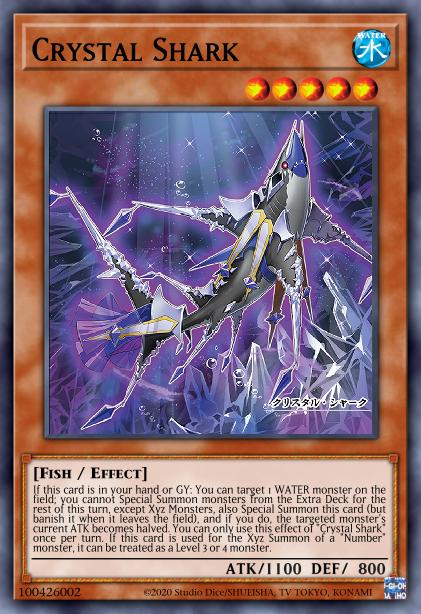 Crystal Shark
WATER
水
クリスタル・シャーク
[Fish / Effect]
If this card is in your hand or GY: You can target 1 WATER monster on the
field; you cannot Special Summon monsters from the Extra Deck for the
rest of this turn, except Xyz Monsters, also Special Summon this card (but
banish it when it leaves the field), and if you do, the targeted monster's
current ATK becomes halved. You can only use this effect of "Crystal Shark"
once per turn. If this card is used for the Xyz Summon of a "Number"
monster, it can be treated as a Level 3 or 4 monster.
ATK/1100 DEF/ 800
100426002 ©2020 Studio Dice/SHUEISHA, TV TOKYO, KONAMI